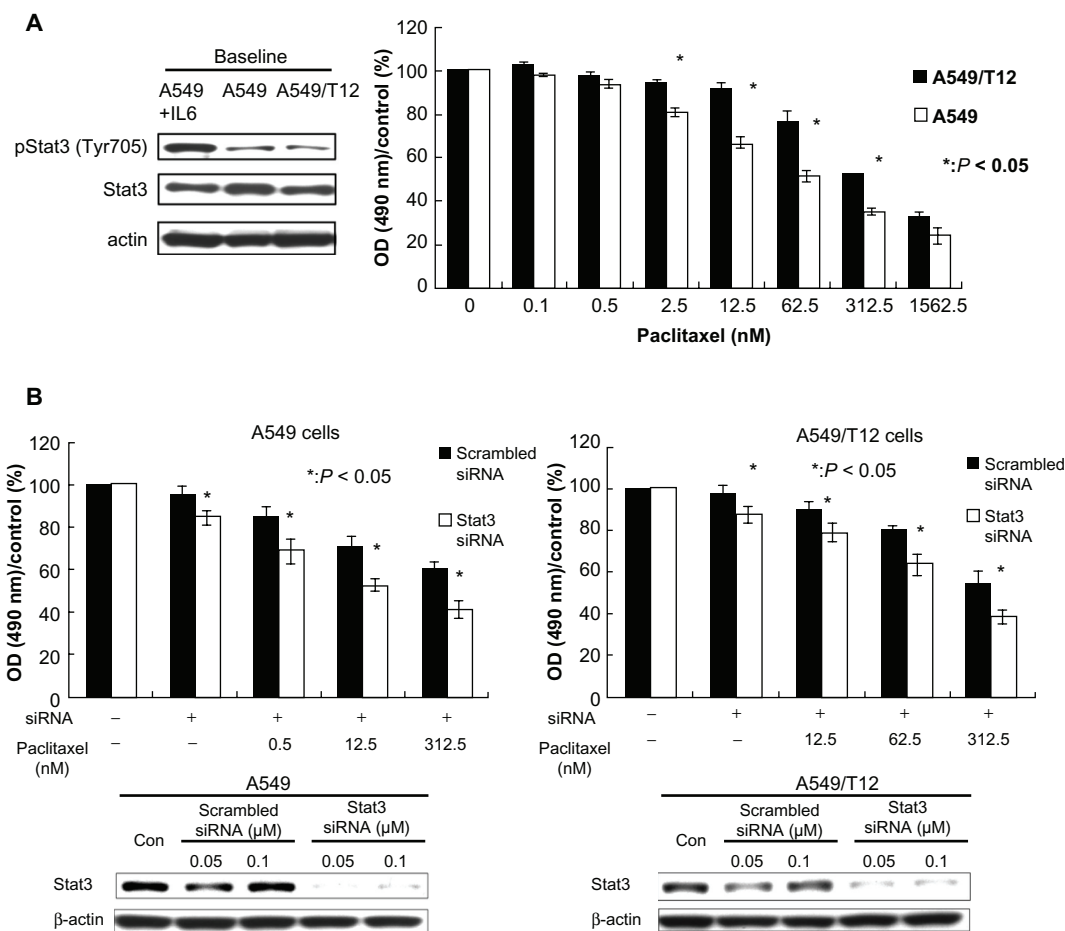 A
Baseline
A549 +IL6 A549 A549/T12
pStat3 (Tyr705)
Stat3
actin
OD (490 nm)/control (%)
120
100
80
60
40
20
0
* * * *
0 0.1 0.5 2.5 12.5 62.5 312.5 1562.5
Paclitaxel (nM)
A549/T12
A549
*:P < 0.05
B
A549 cells
*:P < 0.05
Scrambled
siRNA
Stat3
siRNA
OD (490 nm)/control (%)
120
100
80
60
40
20
0
* * * *
siRNA – + + + +
Paclitaxel – – 0.5 12.5 312.5
(nM)
A549/T12 cells
*:P < 0.05
Scrambled
siRNA
Stat3
siRNA
OD (490 nm)/control (%)
120
100
80
60
40
20
0
* * * *
siRNA – + + + +
Paclitaxel – – 12.5 62.5 312.5
(nM)
A549
Con
Scrambled
siRNA (µM)
Stat3
siRNA (µM)
0.05 0.1 0.05 0.1
Stat3
β-actin
A549/T12
Con
Scrambled
siRNA (µM)
Stat3
siRNA (µM)
0.05 0.1 0.05 0.1
Stat3
β-actin